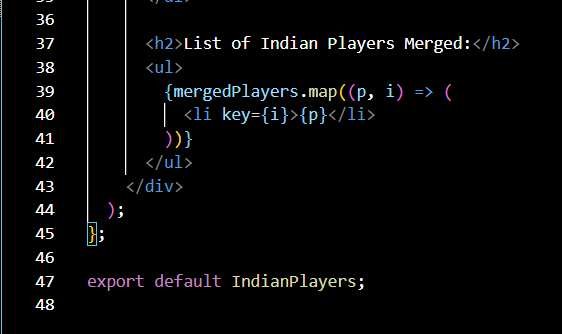 36
37 <h2>List of Indian Players Merged:</h2>
38 <ul>
39 {mergedPlayers.map((p, i) => (
40 <li key={i}>{p}</li>
41 ))}
42 </ul>
43 </div>
44 );
45 };
46
47 export default IndianPlayers;
48